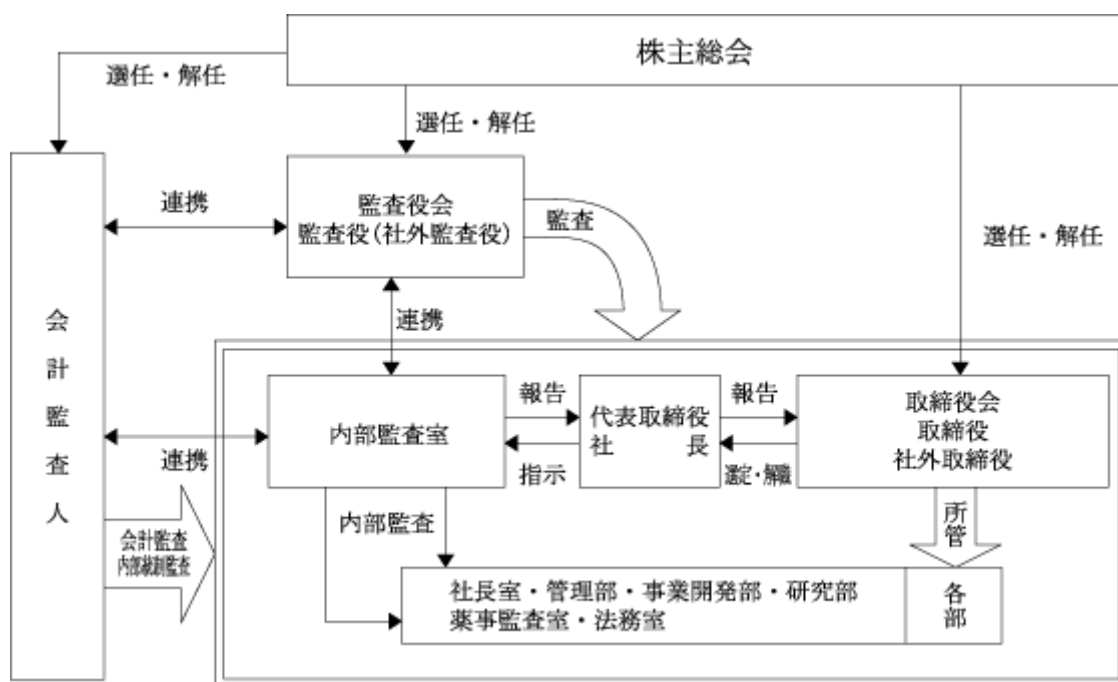 株主総会
選任・解任
選任・解任
連携
監査役会
監査役(社外監査役)
監査
選任・解任
連携
会計監査人
内部監査室
報告
指示
代表取締役
社長
報告
選定・解職
取締役会
取締役
社外取締役
連携
会計監査
内部統制監査
内部監査
所管
社長室・管理部・事業開発部・研究部
薬事監査室・法務室
各部